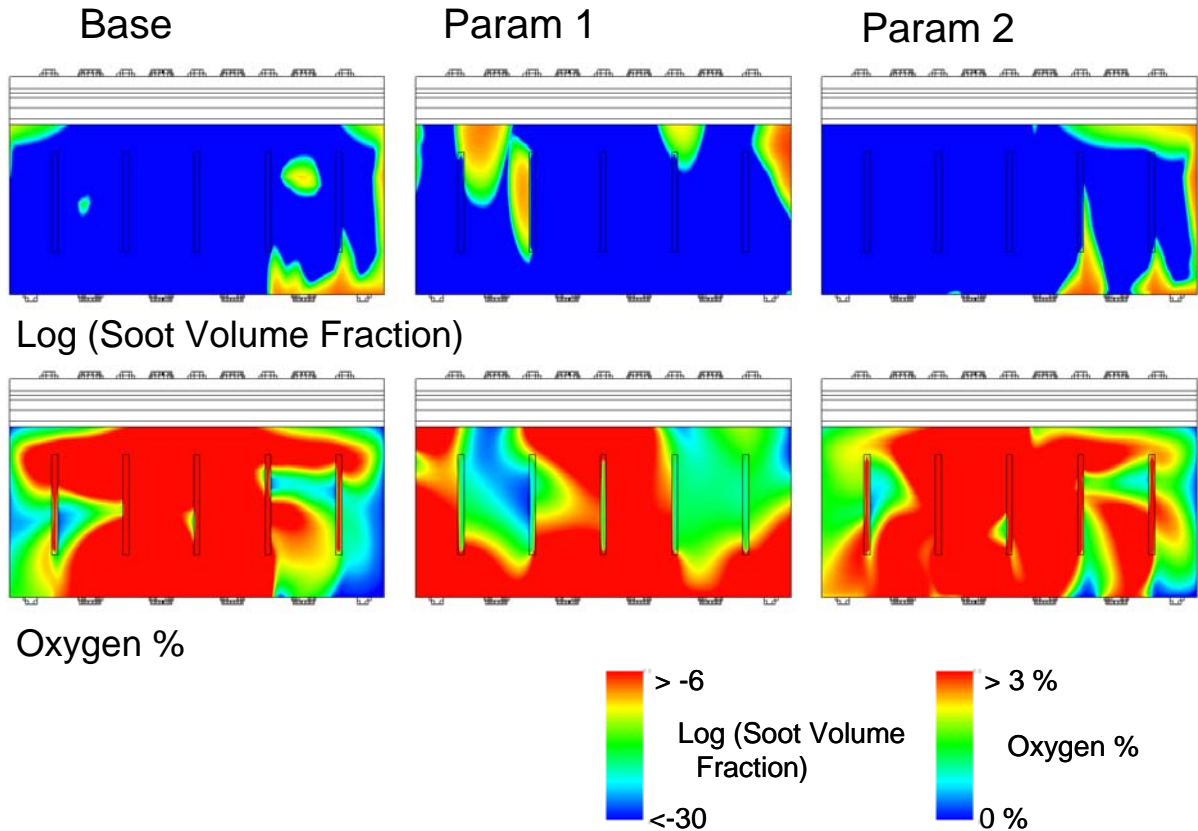 Base Param 1 Param 2
Log (Soot Volume Fraction)
Oxygen %
> -6
Log (Soot Volume
Fraction)
<-30
> 3 %
Oxygen %
0 %